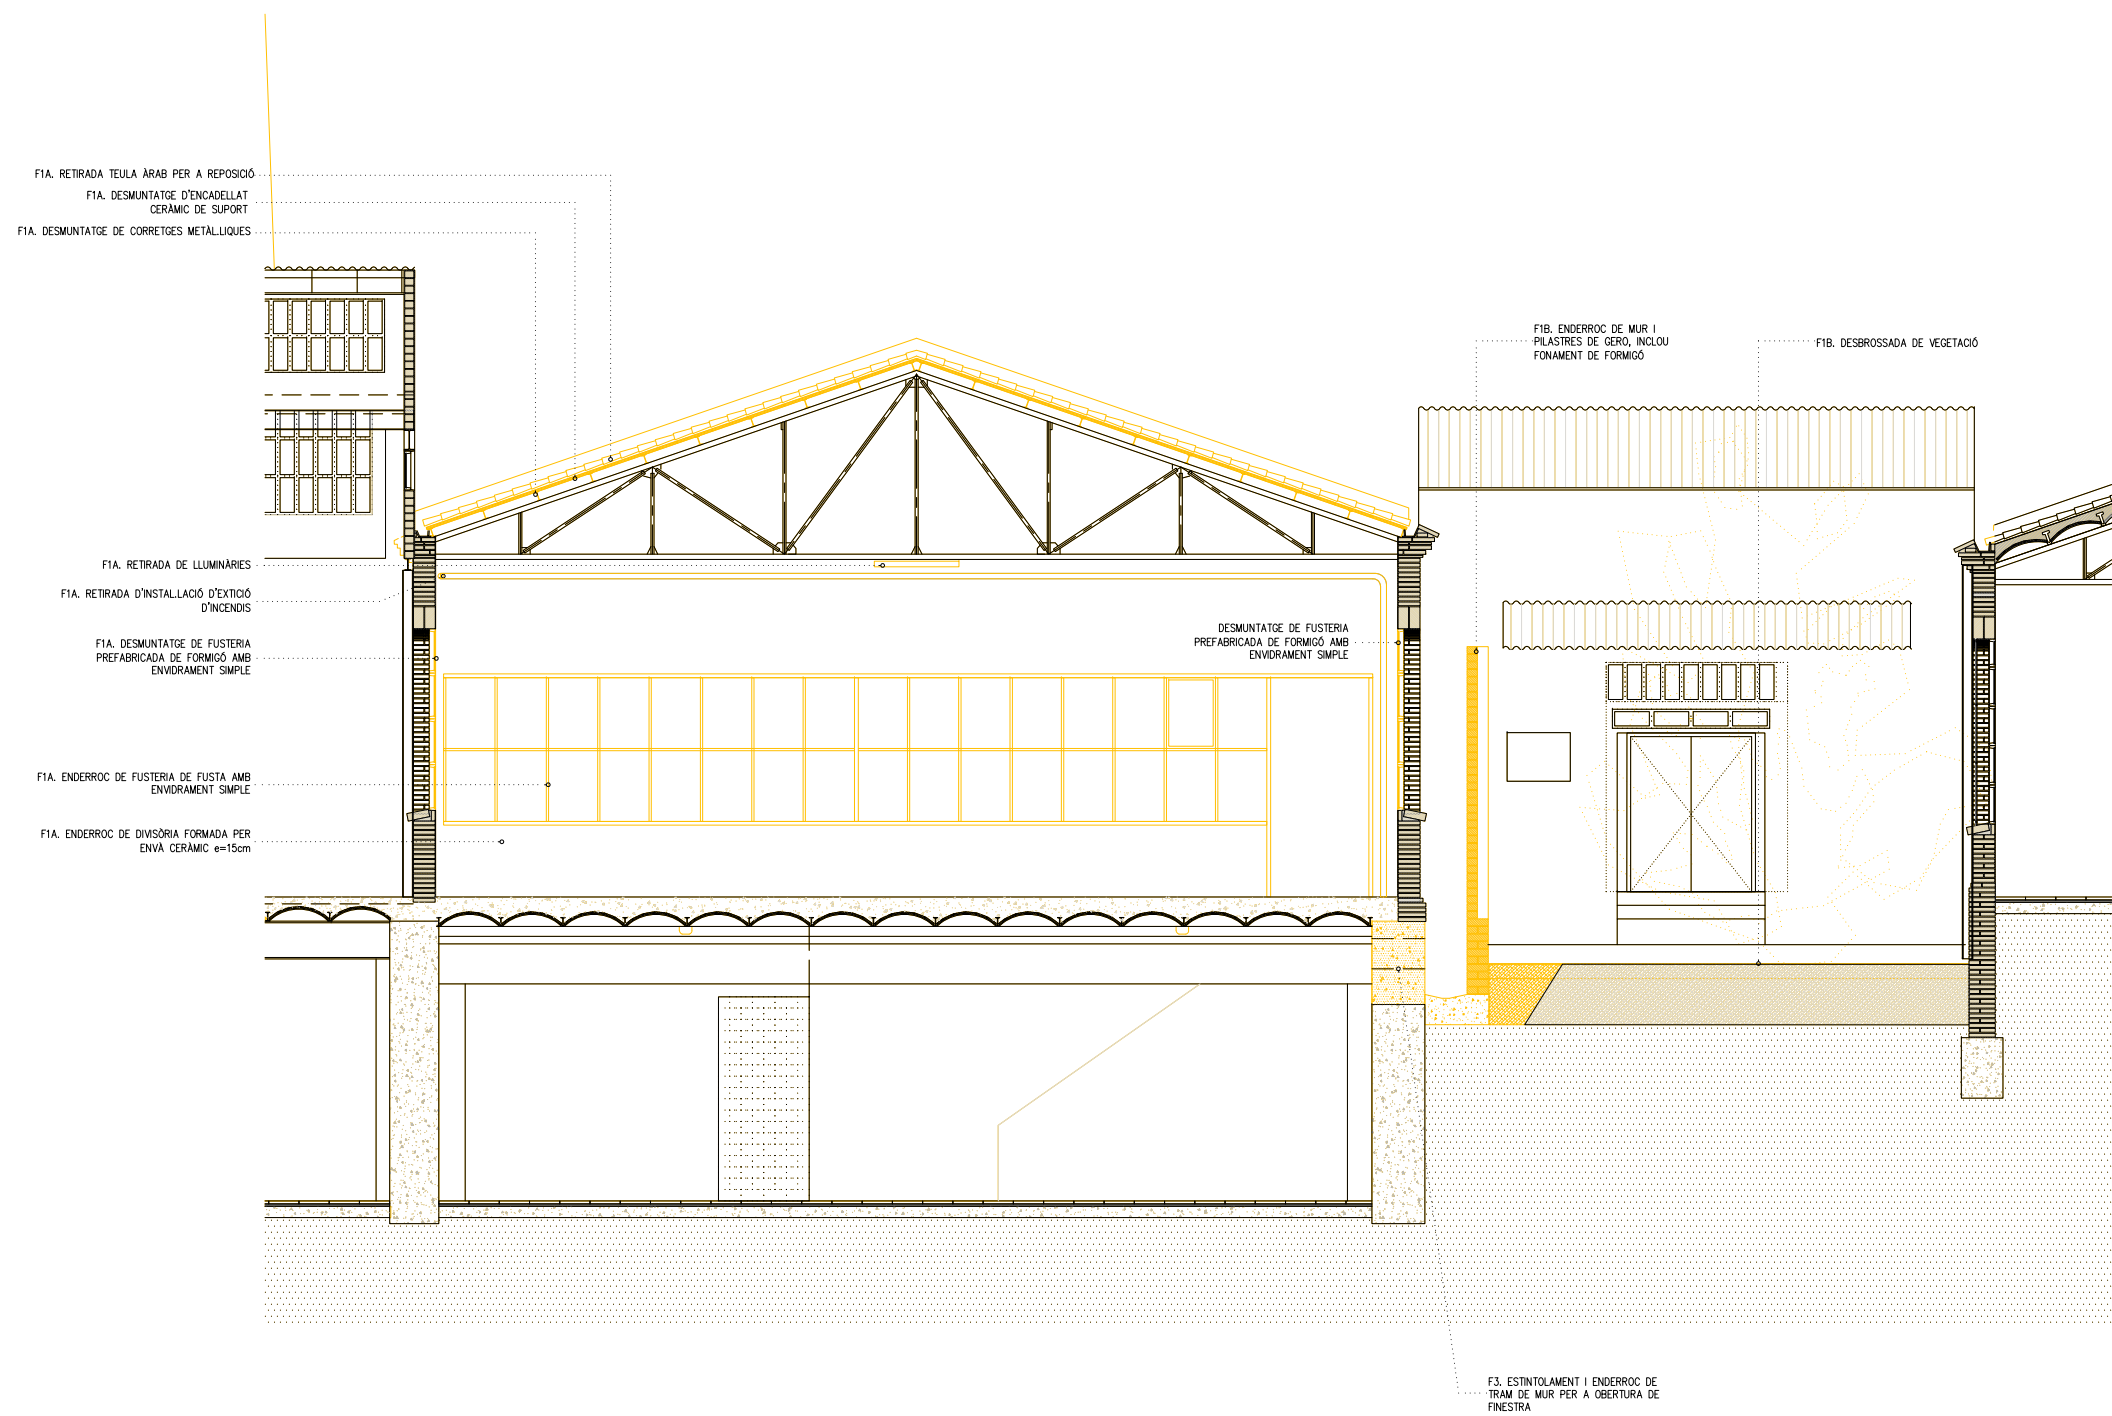 F1A. RETIRADA TEULA ÀRAB PER A REPOSICIÓ
F1A. DESMUNTATGE D'ENCADELLAT
CERÀMIC DE SUPORT
F1A. DESMUNTATGE DE CORRETGES METÀL.LIQUES
F1B. ENDERROC DE MUR I
PILASTRES DE GERO, INCLOU
FONAMENT DE FORMIGÓ
F1B. DESBROSSADA DE VEGETACIÓ
F1A. RETIRADA DE LLUMINÀRIES
F1A. RETIRADA D'INSTAL.LACIÓ D'EXTICIÓ
D'INCENDIS
F1A. DESMUNTATGE DE FUSTERIA
PREFABRICADA DE FORMIGÓ AMB
ENVIDRAMENT SIMPLE
DESMUNTATGE DE FUSTERIA
PREFABRICADA DE FORMIGÓ AMB
ENVIDRAMENT SIMPLE
F1A. ENDERROC DE FUSTERIA DE FUSTA AMB
ENVIDRAMENT SIMPLE
F1A. ENDERROC DE DIVISÒRIA FORMADA PER
ENVÀ CERÀMIC e=15cm
F3. ESTINTOLAMENT I ENDERROC DE
TRAM DE MUR PER A OBERTURA DE
FINESTRA